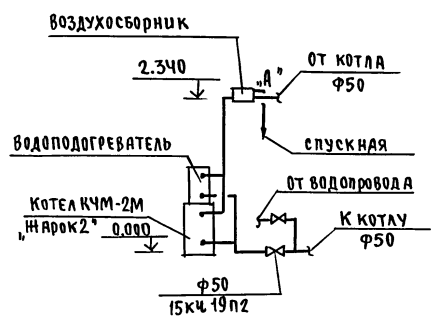 ВОЗДУХОСБОРНИК
2.340
„А"
ОТ КОТЛА
Ф50
СПУСКНАЯ
ВОДОПОДОГРЕВАТЕЛЬ
ОТ ВОДОПРОВОДА
КОТЕЛ КЧМ-2М
„ЖАРОК2"
0.000
К КОТЛУ
Ф50
Ф50
15кч 19п2